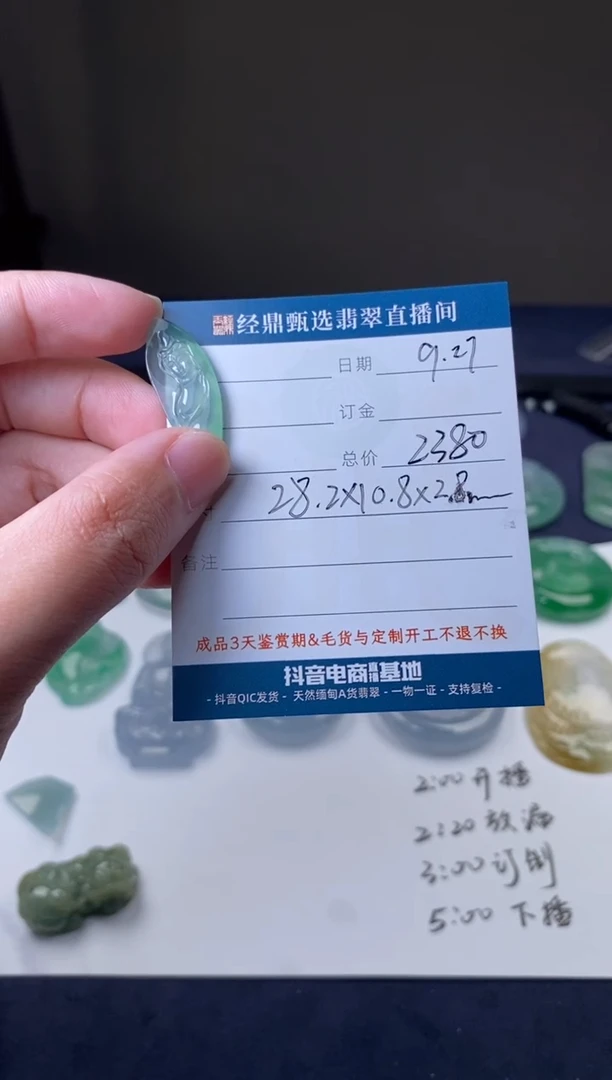 经鼎甄选翡翠直播间
日期 9.27
订金
总价 2380
28.2X10.8X2.8mm
备注
成品3天鉴赏期&毛货与定制开工不退不换
抖音电商基地
- 抖音QIC发货 - 天然缅甸A货翡翠 - 一物一证 - 支持复检 -
2:00 开播
2:20 放漏
3:00 订制
5:00 下播